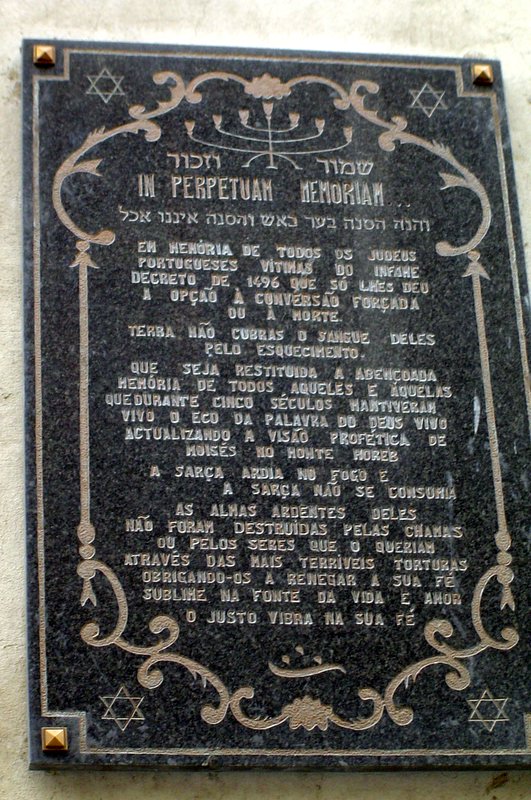 שמור וזכור
IN PERPETUAM MEMORIAM ..
והנה הסנה בער באש והסנה איננו אכל
EM MEMÓRIA DE TODOS OS JUDEUS
PORTUGUESES VÍTIMAS DO INFAME
DECRETO DE 1496 QUE SÓ LHES DEU
A OPÇÃO À CONVERSÃO FORÇADA
OU À MORTE.
TERRA NÃO CUBRAS O SANGUE DELES
PELO ESQUECIMENTO.
QUE SEJA RESTITUIDA A ABENÇOADA
MEMÓRIA DE TODOS AQUELES E AQUELAS
QUEDURANTE CINCO SÉCULOS MANTIVERAM
VIVO O ECO DA PALAVRA DO DEUS VIVO
ACTUALIZANDO A VISÃO PROFÉTICA DE
MOISÉS NO MONTE HOREB
A SARÇA ARDIA NO FOGO E
A SARÇA NÃO SE CONSUMIA
AS ALMAS ARDENTES DELES
NÃO FORAM DESTRUÍDAS PELAS CHAMAS
OU PELOS SERES QUE O QUERIAM
ATRAVÉS DAS MAIS TERRÍVEIS TORTURAS
OBRIGANDO-OS A RENEGAR A SUA FÉ
SUBLIME NA FONTE DA VIDA E AMOR
O JUSTO VIBRA NA SUA FÉ